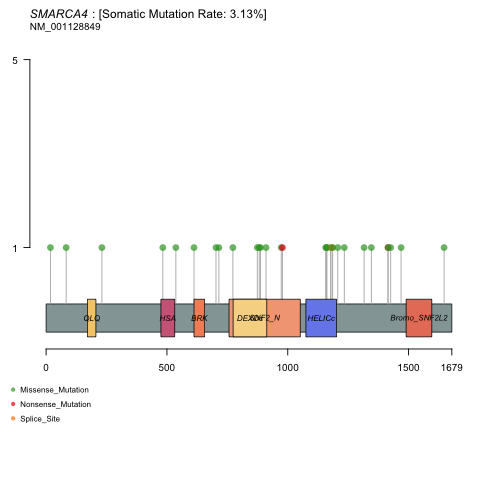 SMARCA4 : [Somatic Mutation Rate: 3.13%]
NM_001128849
5
1
QLQ HSA BRK DEXDc SNF2_N HELICc Bromo_SNF2L2
0 500 1000 1500 1679
Missense_Mutation
Nonsense_Mutation
Splice_Site